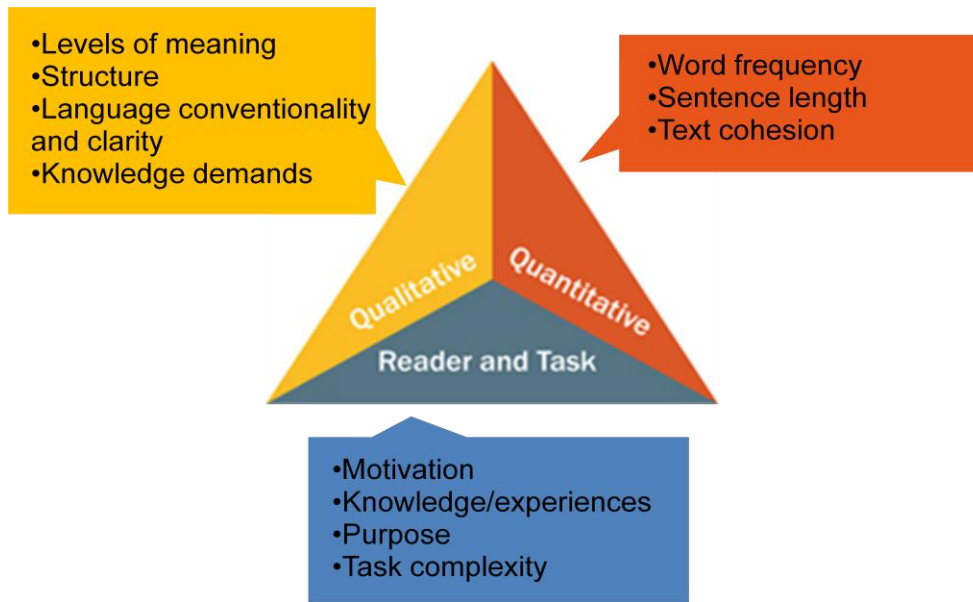 •Levels of meaning
•Structure
•Language conventionality
and clarity
•Knowledge demands
•Word frequency
•Sentence length
•Text cohesion
Qualitative
Quantitative
Reader and Task
•Motivation
•Knowledge/experiences
•Purpose
•Task complexity